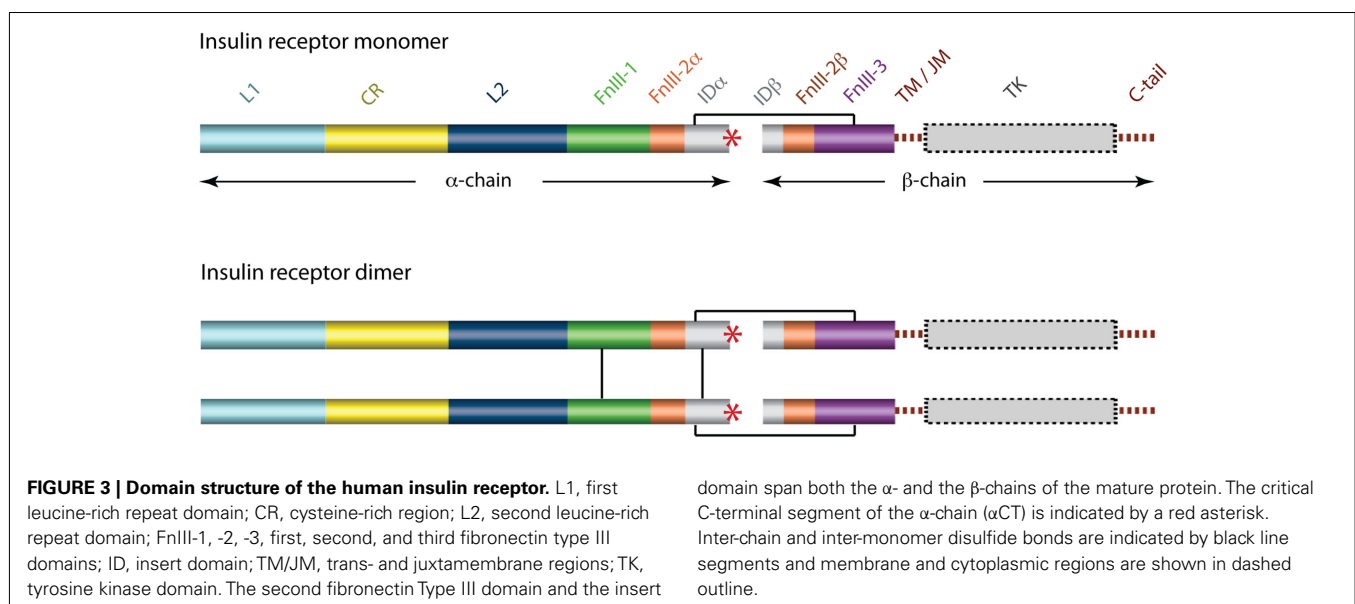 Insulin receptor monomer
L1 CR L2 FnIII-1 FnIII-2α IDα IDβ FnIII-2β FnIII-3 TM / JM TK C-tail
*
α-chain β-chain
Insulin receptor dimer
*
*
FIGURE 3 | Domain structure of the human insulin receptor. L1, first
leucine-rich repeat domain; CR, cysteine-rich region; L2, second leucine-rich
repeat domain; FnIII-1, -2, -3, first, second, and third fibronectin type III
domains; ID, insert domain; TM/JM, trans- and juxtamembrane regions; TK,
tyrosine kinase domain. The second fibronectin Type III domain and the insert
domain span both the α- and the β-chains of the mature protein. The critical
C-terminal segment of the α-chain (αCT) is indicated by a red asterisk.
Inter-chain and inter-monomer disulfide bonds are indicated by black line
segments and membrane and cytoplasmic regions are shown in dashed
outline.